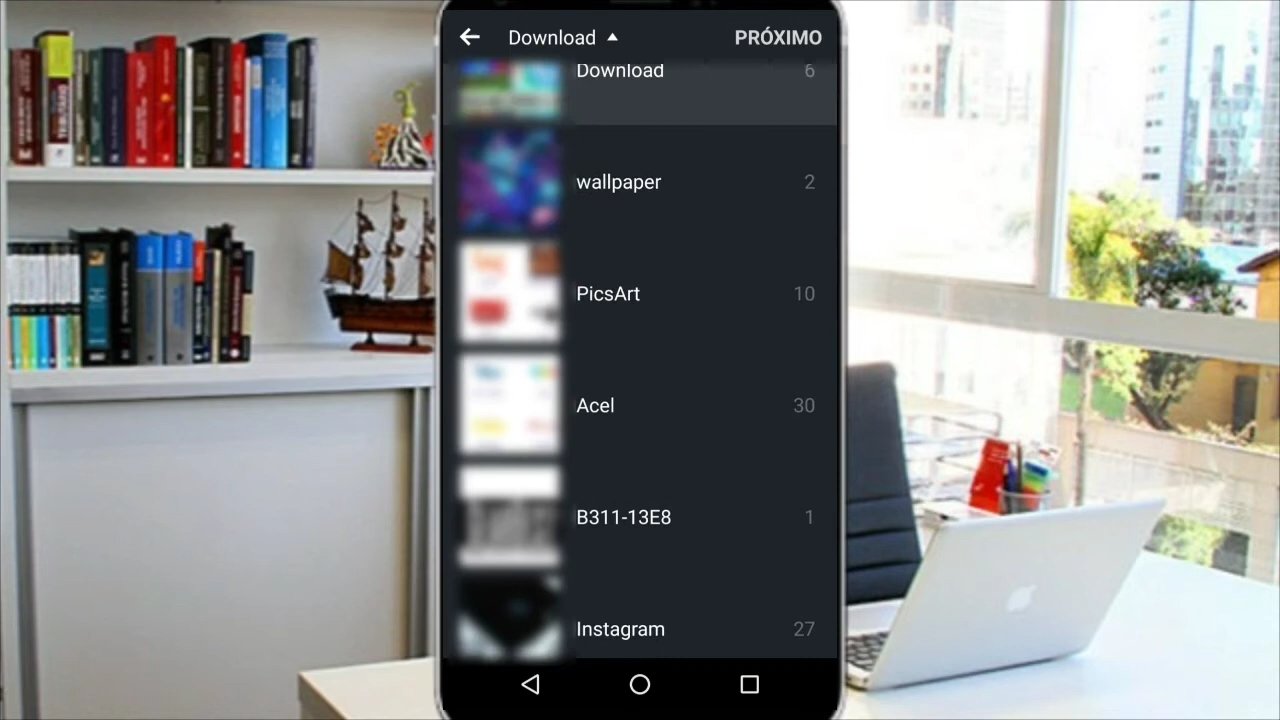 Download
PRÓXIMO
Download 6
wallpaper 2
PicsArt 10
Acel 30
B311-13E8 1
Instagram 27